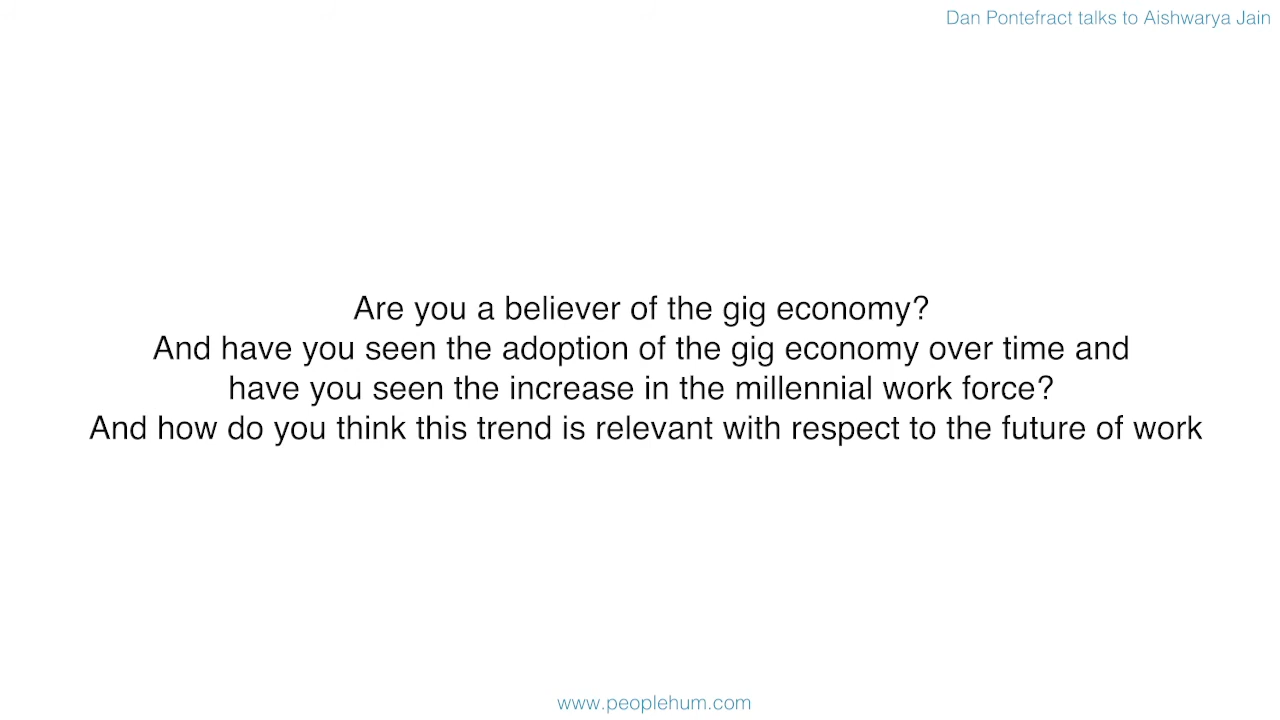 Dan Pontefract talks to Aishwarya Jain
Are you a believer of the gig economy?
And have you seen the adoption of the gig economy over time and
have you seen the increase in the millennial work force?
And how do you think this trend is relevant with respect to the future of work
www.peoplehum.com